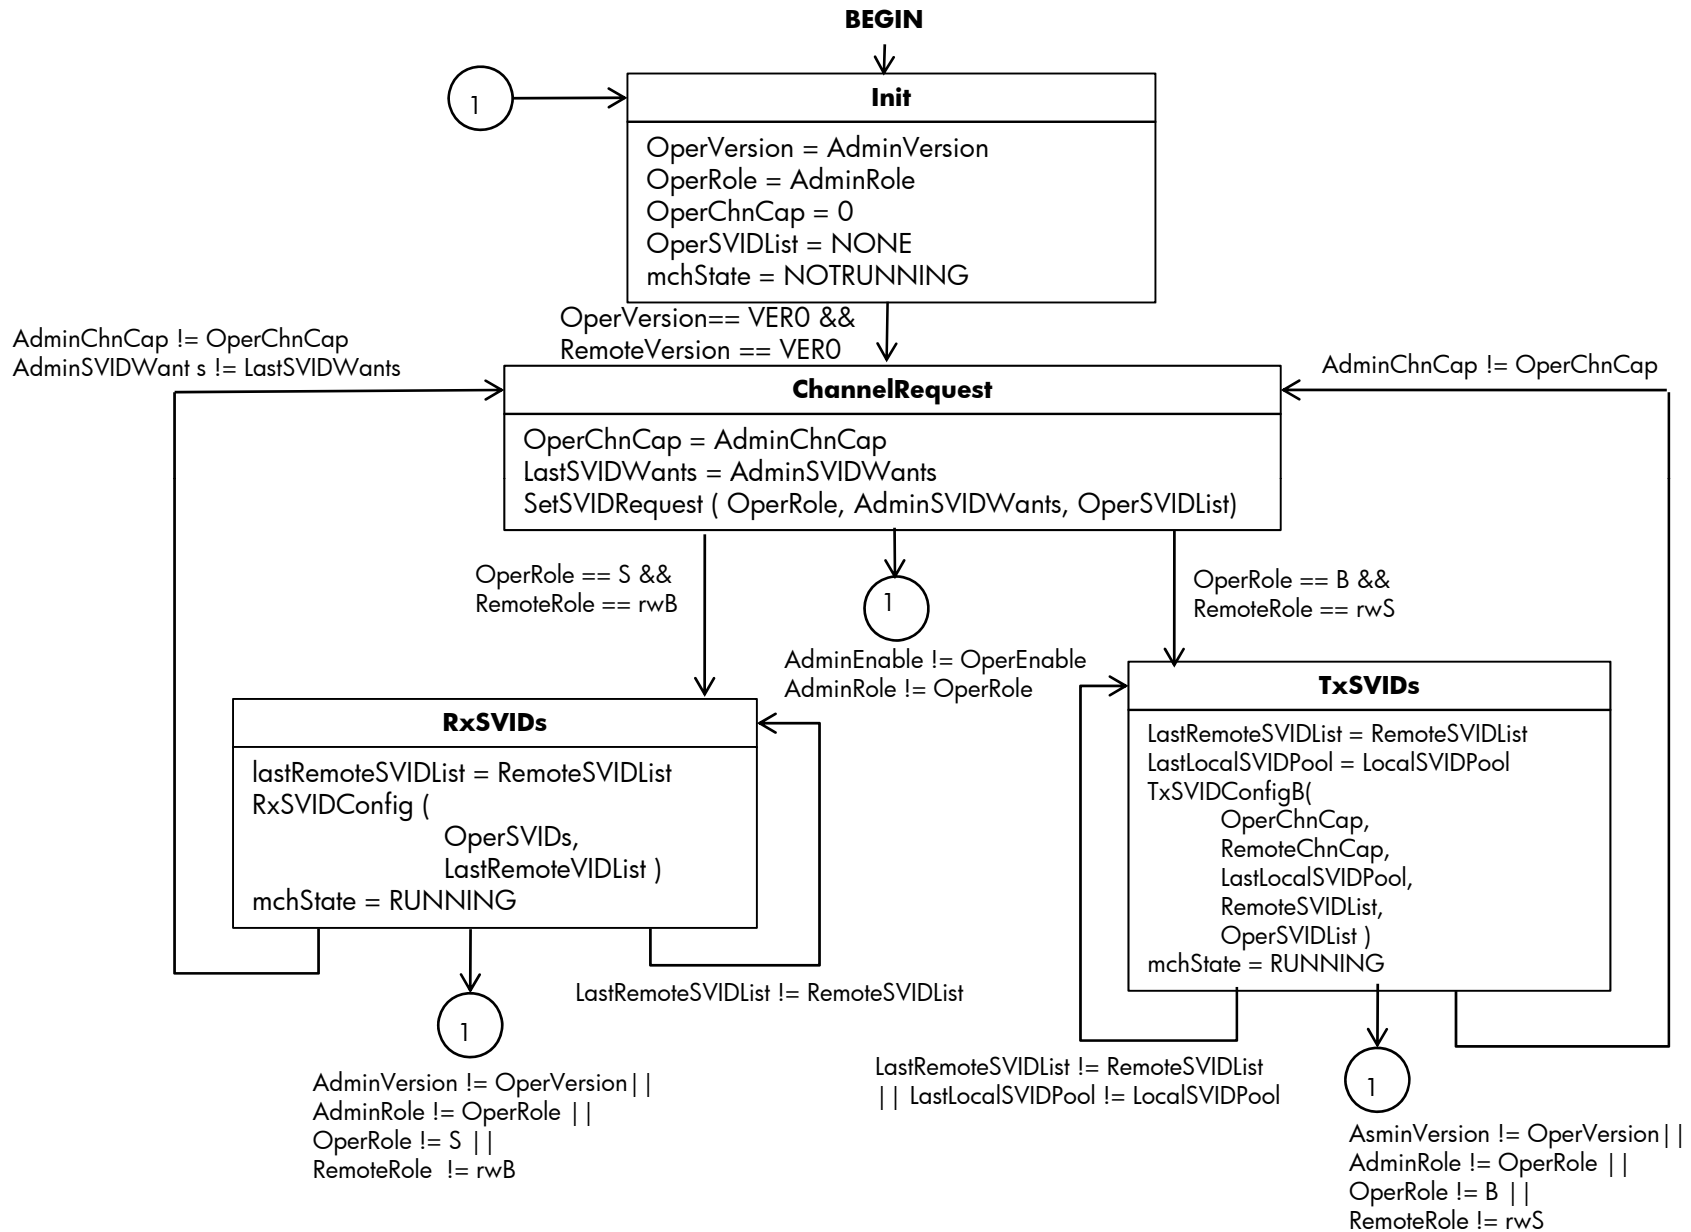 BEGIN
1
Init
OperVersion = AdminVersion
OperRole = AdminRole
OperChnCap = 0
OperSVIDList = NONE
mchState = NOTRUNNING
OperVersion== VER0 &&
RemoteVersion == VER0
AdminChnCap != OperChnCap
AdminSVIDWant s != LastSVIDWants
AdminChnCap != OperChnCap
ChannelRequest
OperChnCap = AdminChnCap
LastSVIDWants = AdminSVIDWants
SetSVIDRequest ( OperRole, AdminSVIDWants, OperSVIDList)
OperRole == S &&
RemoteRole == rwB
1
AdminEnable != OperEnable
AdminRole != OperRole
OperRole == B &&
RemoteRole == rwS
RxSVIDs
lastRemoteSVIDList = RemoteSVIDList
RxSVIDConfig (
OperSVIDs,
LastRemoteVIDList )
mchState = RUNNING
LastRemoteSVIDList != RemoteSVIDList
1
AdminVersion != OperVersion||
AdminRole != OperRole ||
OperRole != S ||
RemoteRole != rwB
TxSVIDs
LastRemoteSVIDList = RemoteSVIDList
LastLocalSVIDPool = LocalSVIDPool
TxSVIDConfigB(
OperChnCap,
RemoteChnCap,
LastLocalSVIDPool,
RemoteSVIDList,
OperSVIDList )
mchState = RUNNING
LastRemoteSVIDList != RemoteSVIDList
|| LastLocalSVIDPool != LocalSVIDPool
1
AsminVersion != OperVersion||
AdminRole != OperRole ||
OperRole != B ||
RemoteRole != rwS